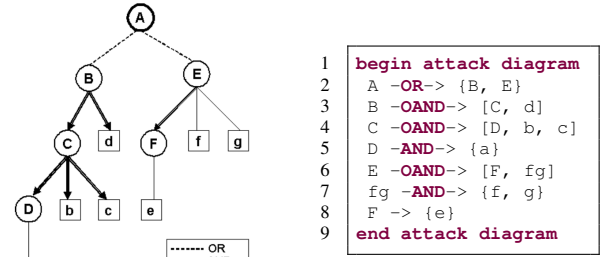 A
B
E
C
d
F
f
g
D
b
c
e
------- OR
1 begin attack diagram
2 A -OR-> {B, E}
3 B -OAND-> [C, d]
4 C -OAND-> [D, b, c]
5 D -AND-> {a}
6 E -OAND-> [F, fg]
7 fg -AND-> {f, g}
8 F -> {e}
9 end attack diagram